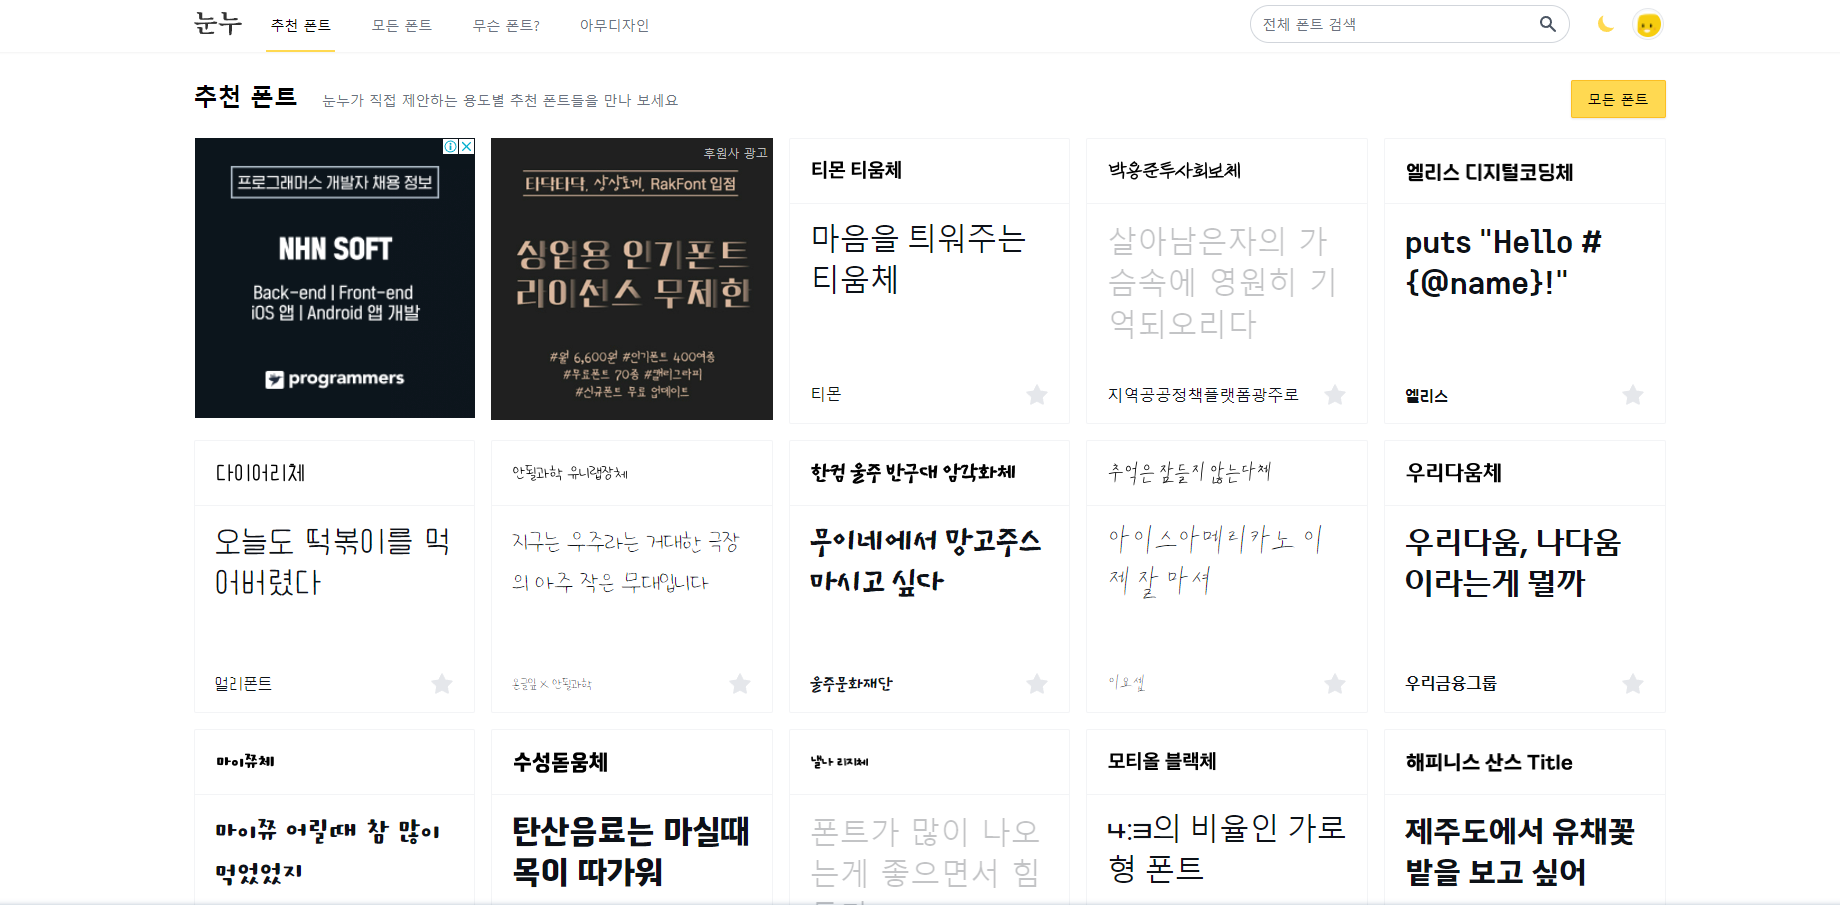 눈누
추천 폰트
모든 폰트
무슨 폰트?
아무디자인
전체 폰트 검색
추천 폰트
눈누가 직접 제안하는 용도별 추천 폰트들을 만나 보세요
모든 폰트
프로그래머스 개발자 채용 정보
NHN SOFT
Back-end | Front-end
iOS 앱 | Android 앱 개발
programmers
후원사 광고
타닥타닥, 상상토끼, RakFont 입점
상업용 인기폰트
라이선스 무제한
#월 6,600원 #인기폰트 400여종
#무료폰트 70종 #캘리그라피
#신규폰트 무료 업데이트
티몬 티움체
마음을 틔워주는
티움체
티몬
박용준투사회보체
살아남은자의 가
슴속에 영원히 기
억되오리다
지역공공정책플랫폼광주로
엘리스 디지털코딩체
puts "Hello #
{@name}!"
엘리스
다이어리체
오늘도 떡볶이를 먹
어버렸다
얼리폰트
안될과학 유니랩장체
지구는 우주라는 거대한 극장
의 아주 작은 무대입니다
온글잎 X 안될과학
한컴 울주 반구대 암각화체
무이네에서 망고주스
마시고 싶다
울주문화재단
추억은 잠들지 않는다체
아이스아메리카노 이
제 잘 마셔
이오셉
우리다움체
우리다움, 나다움
이라는게 뭘까
우리금융그룹
마이쮸체
마이쮸 어릴때 참 많이
먹었었지
수성돋움체
탄산음료는 마실때
목이 따가워
낼나 리지체
폰트가 많이 나오
는게 좋으면서 힘
모티올 블랙체
4:3의 비율인 가로
형 폰트
해피니스 산스 Title
제주도에서 유채꽃
밭을 보고 싶어